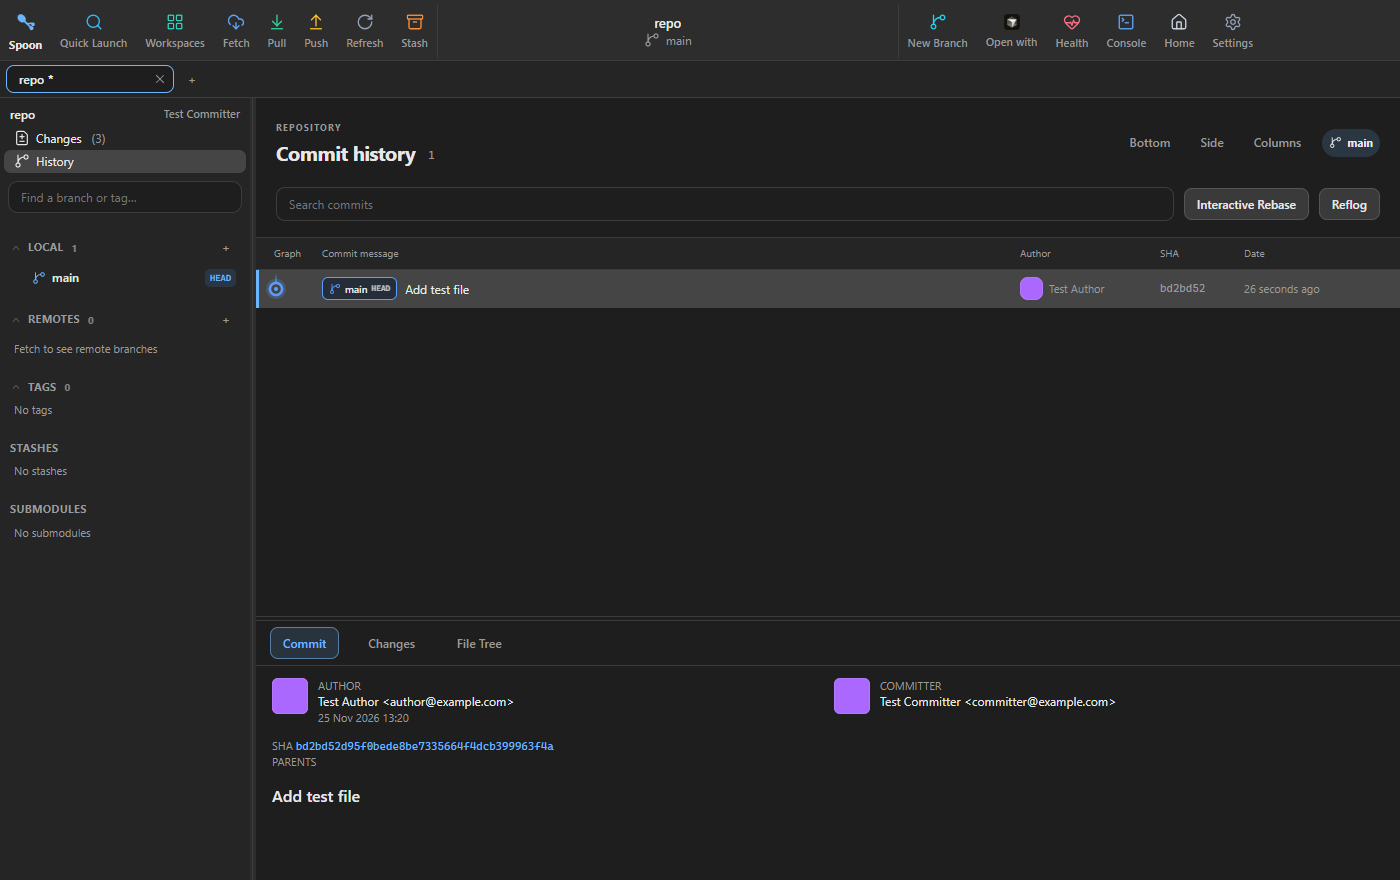 Spoon
Quick Launch
Workspaces
Fetch
Pull
Push
Refresh
Stash
repo
main
New Branch
Open with
Health
Console
Home
Settings
repo *
+
repo
Test Committer
Changes (3)
History
Find a branch or tag...
LOCAL 1 +
main HEAD
REMOTES 0 +
Fetch to see remote branches
TAGS 0
No tags
STASHES
No stashes
SUBMODULES
No submodules
REPOSITORY
Commit history 1
Bottom
Side
Columns
main
Search commits
Interactive Rebase
Reflog
Graph Commit message Author SHA Date
main HEAD Add test file Test Author bd2bd52 26 seconds ago
Commit
Changes
File Tree
AUTHOR
Test Author <author@example.com>
25 Nov 2026 13:20
COMMITTER
Test Committer <committer@example.com>
SHA bd2bd52d95f0bede8be7335664f4dcb399963f4a
PARENTS
Add test file